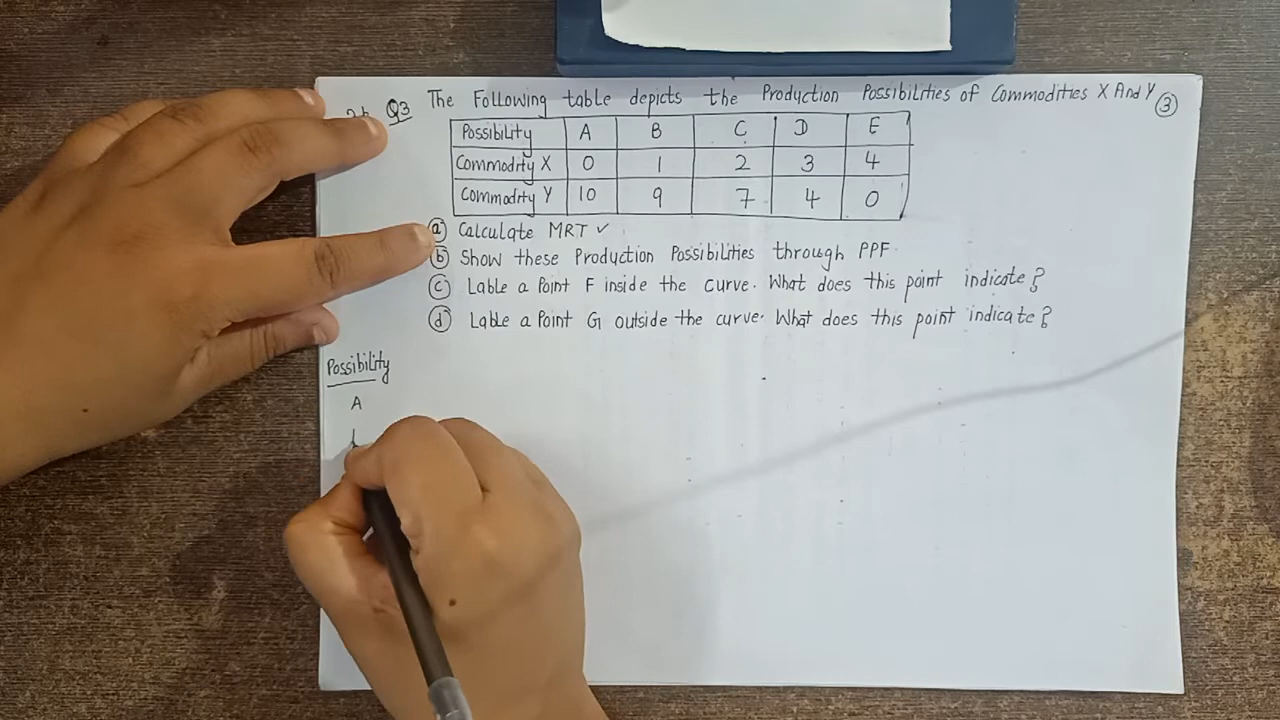 Q3 The Following table depicts the Production Possibilities of Commodities X And Y ③
Possibility A B C D E
Commodity X 0 1 2 3 4
Commodity Y 10 9 7 4 0
ⓐ Calculate MRT ✓
ⓑ Show these Production Possibilities through PPF
ⓒ Lable a Point F inside the curve. What does this point indicate?
ⓓ Lable a Point G outside the curve. What does this point indicate?
Possibility
A